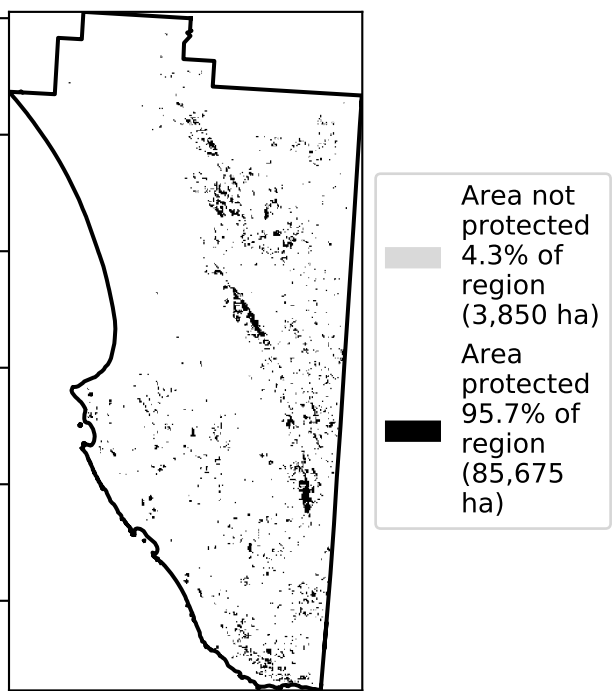 Area not
protected
4.3% of
region
(3,850 ha)
Area
protected
95.7% of
region
(85,675
ha)